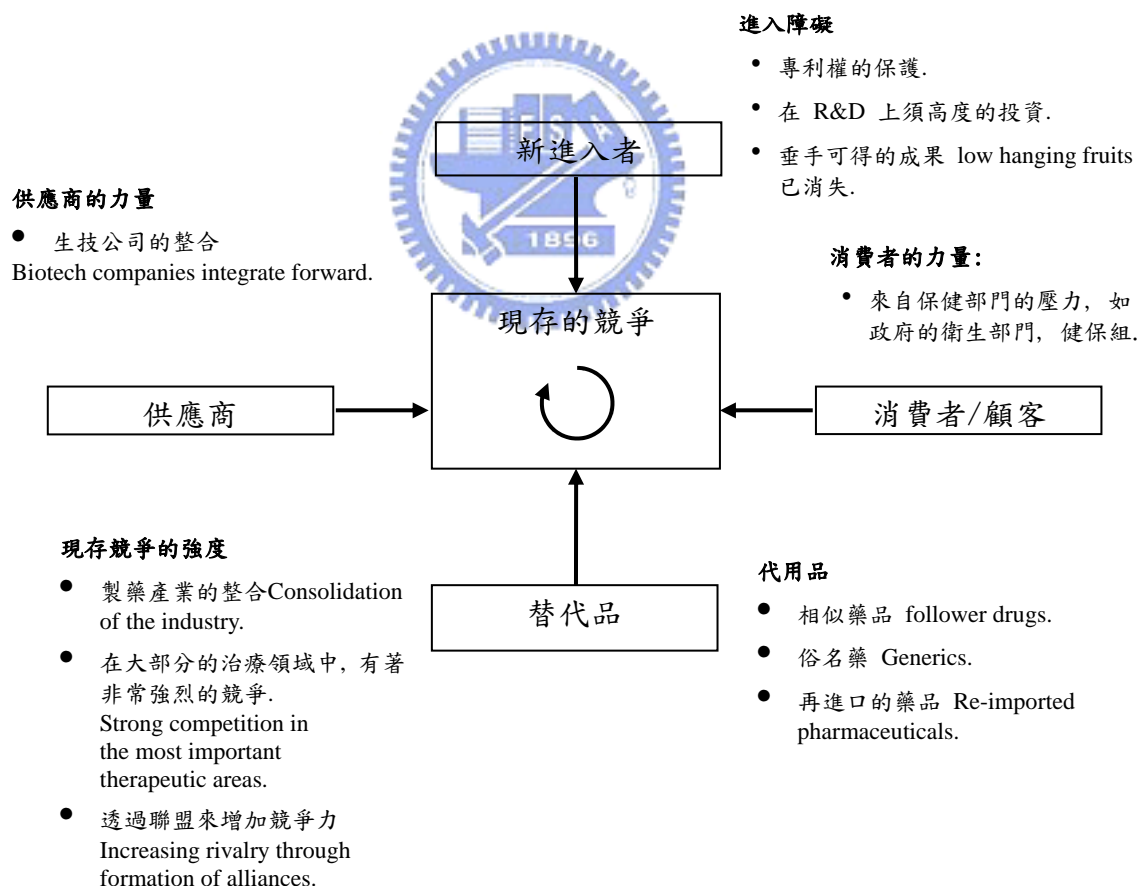 進入障礙
• 專利權的保護.
• 在 R&D 上須高度的投資.
• 垂手可得的成果 low hanging fruits
已消失.
E S A
新進入者
1896
供應商的力量
• 生技公司的整合
Biotech companies integrate forward.
消費者的力量:
• 來自保健部門的壓力, 如
政府的衛生部門, 健保組.
現存的競爭
供應商
消費者/顧客
現存競爭的強度
• 製藥產業的整合Consolidation
of the industry.
• 在大部分的治療領域中, 有著
非常強烈的競爭.
Strong competition in
the most important
therapeutic areas.
• 透過聯盟來增加競爭力
Increasing rivalry through
formation of alliances.
替代品
代用品
• 相似藥品 follower drugs.
• 俗名藥 Generics.
• 再進口的藥品 Re-imported
pharmaceuticals.